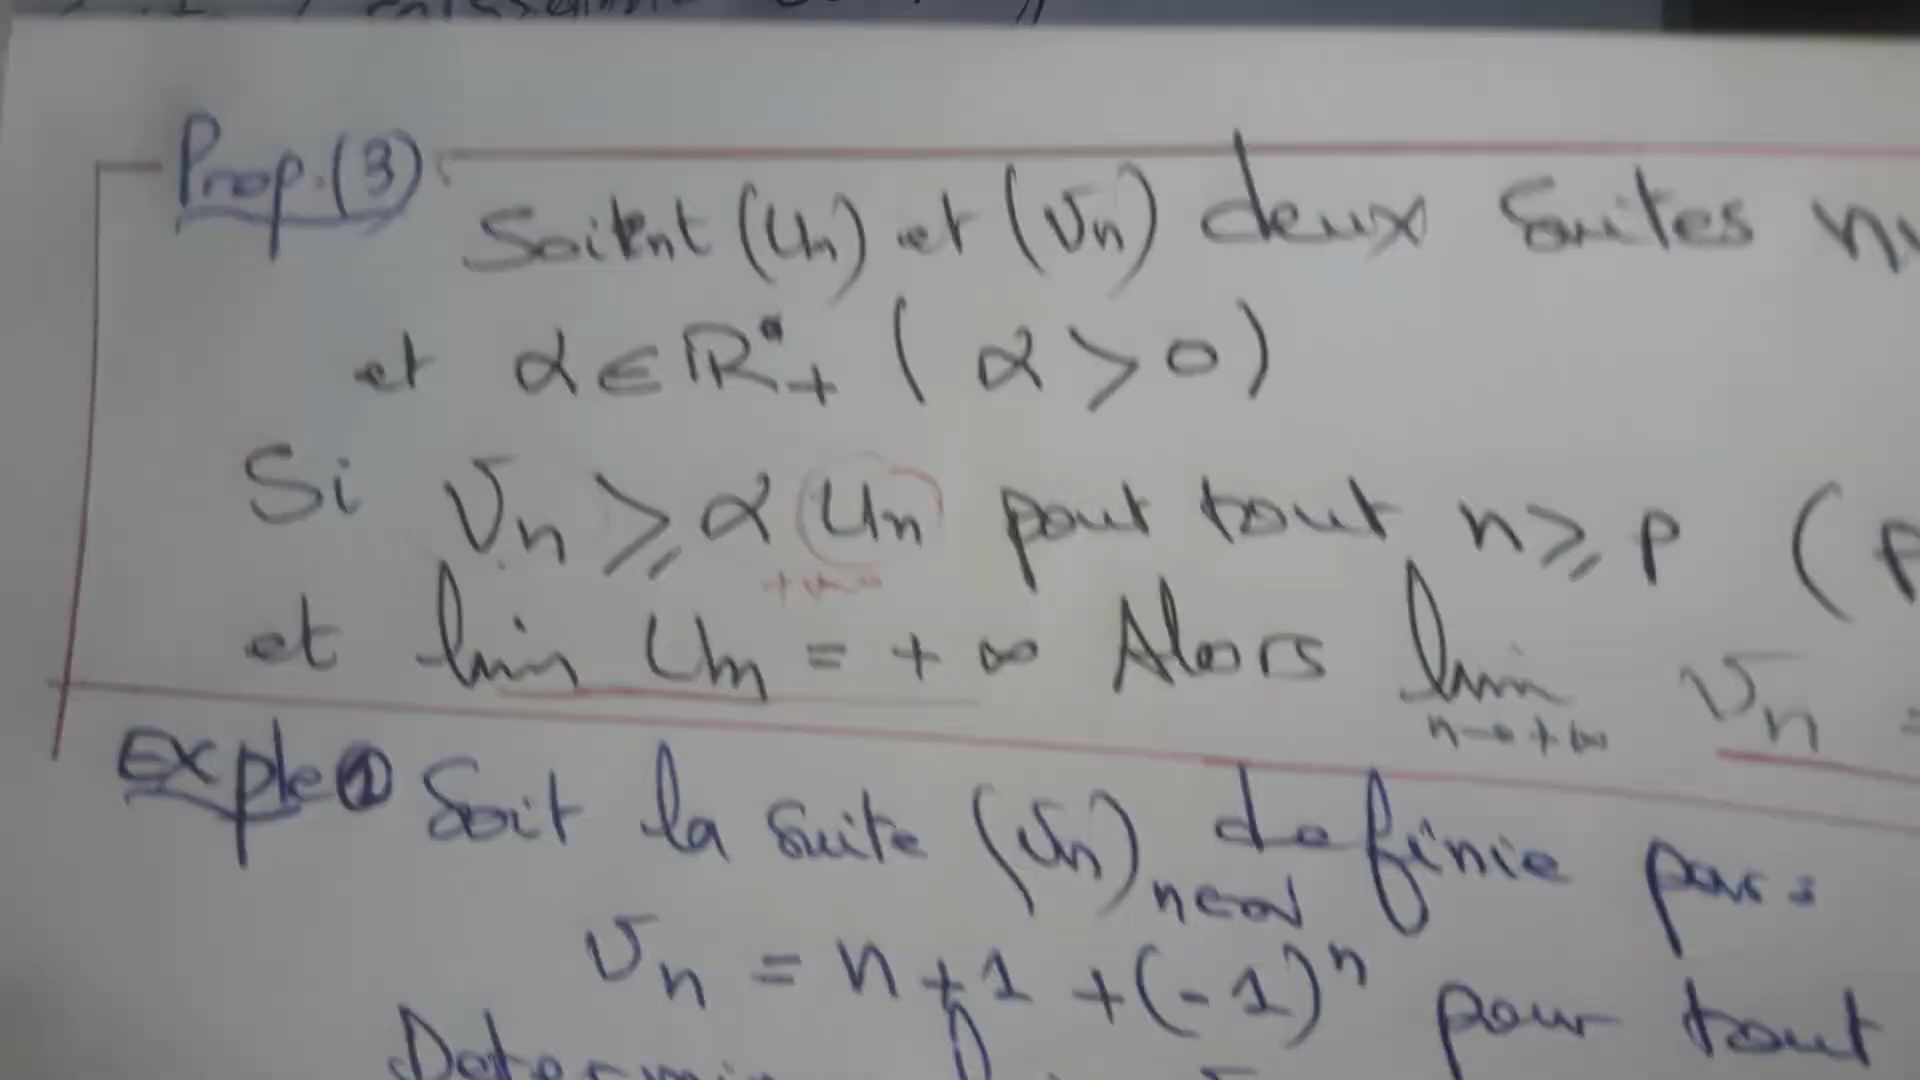 Prop.(3)
Soient (Un) et (Vn) deux suites
et α ∈ ℝ*+ ( α > 0 )
Si Vn ⩾ α Un pour tout n ⩾ p (
+∞
et lim Un = + ∞ Alors lim Vn =
n→+∞
Exple ① Soit la suite (Vn)n∈ℕ definie par :
Vn = n + 1 + (-1)^n pour tout